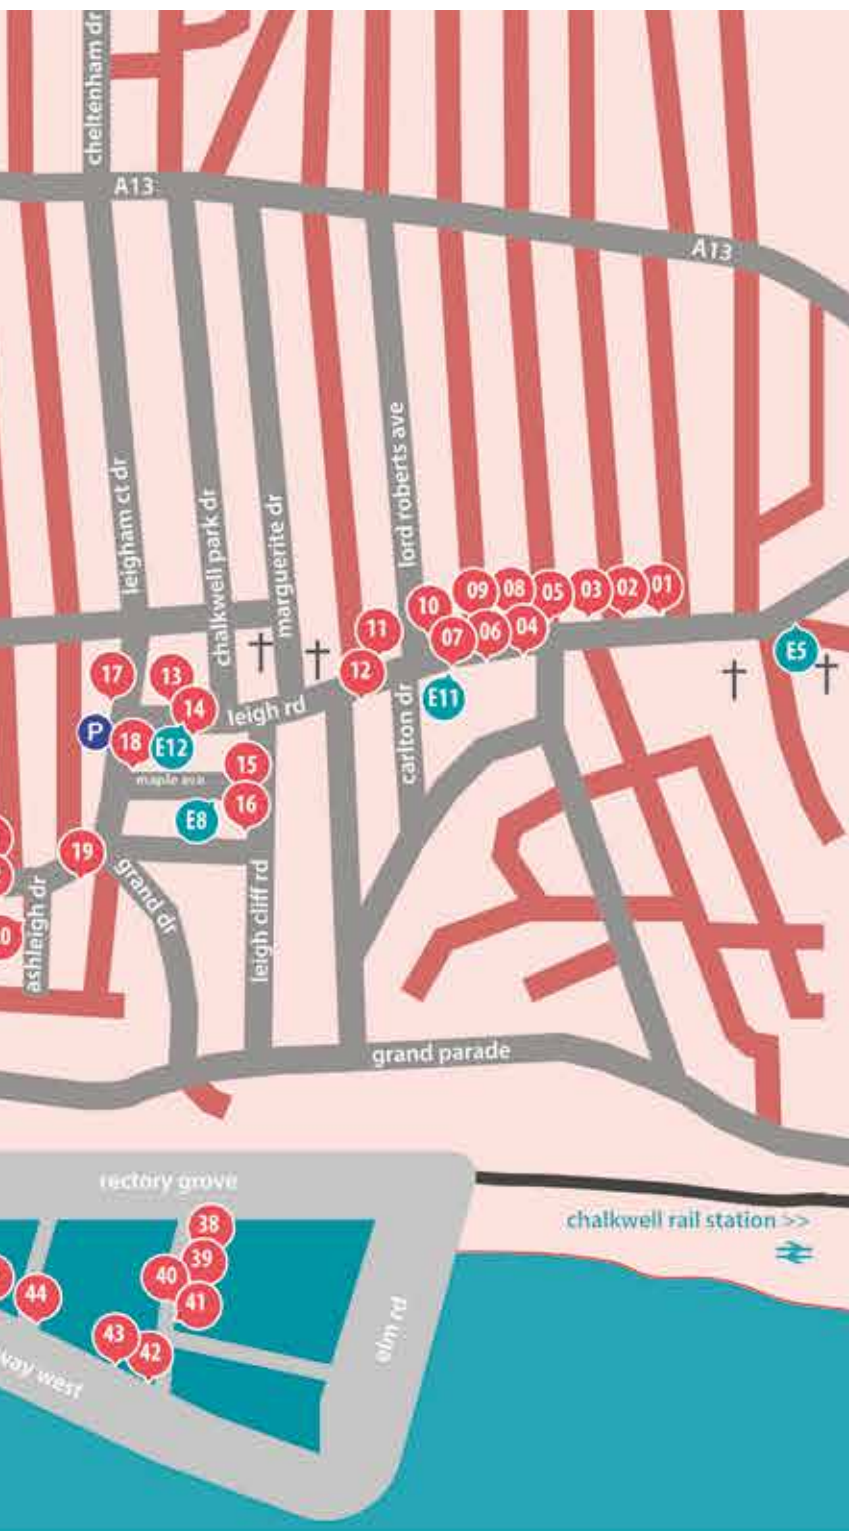 cheltenham dr
A13
A13
leigham ct dr
chalkwell park dr
marguerite dr
lord roberts ave
09
08
05
03
02
01
10
11
07
06
04
12
E5
17
13
14
leigh rd
E11
P
18
E12
carlton dr
15
maple ave
16
E8
19
grand dr
ashleigh dr
leigh cliff rd
grand parade
rectory grove
chalkwell rail station >>
38
39
40
41
44
43
42
elm rd
way west